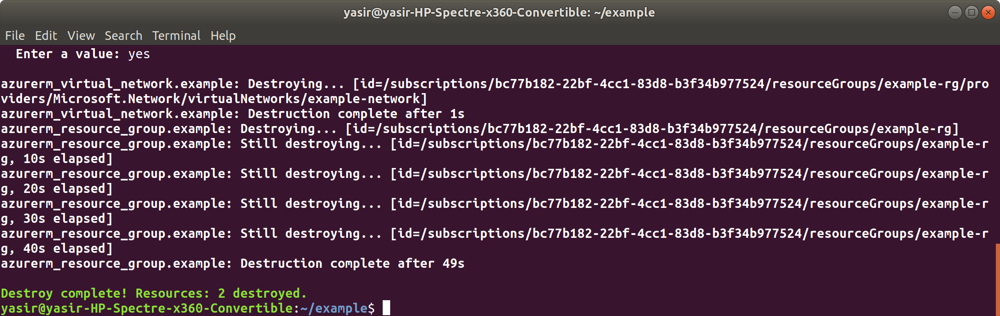 yasir@yasir-HP-Spectre-x360-Convertible: ~/example
File Edit View Search Terminal Help
Enter a value: yes
azurerm_virtual_network.example: Destroying... [id=/subscriptions/bc77b182-22bf-4cc1-83d8-b3f34b977524/resourceGroups/example-rg/pro
viders/Microsoft.Network/virtualNetworks/example-network]
azurerm_virtual_network.example: Destruction complete after 1s
azurerm_resource_group.example: Destroying... [id=/subscriptions/bc77b182-22bf-4cc1-83d8-b3f34b977524/resourceGroups/example-rg]
azurerm_resource_group.example: Still destroying... [id=/subscriptions/bc77b182-22bf-4cc1-83d8-b3f34b977524/resourceGroups/example-r
g, 10s elapsed]
azurerm_resource_group.example: Still destroying... [id=/subscriptions/bc77b182-22bf-4cc1-83d8-b3f34b977524/resourceGroups/example-r
g, 20s elapsed]
azurerm_resource_group.example: Still destroying... [id=/subscriptions/bc77b182-22bf-4cc1-83d8-b3f34b977524/resourceGroups/example-r
g, 30s elapsed]
azurerm_resource_group.example: Still destroying... [id=/subscriptions/bc77b182-22bf-4cc1-83d8-b3f34b977524/resourceGroups/example-r
g, 40s elapsed]
azurerm_resource_group.example: Destruction complete after 49s
Destroy complete! Resources: 2 destroyed.
yasir@yasir-HP-Spectre-x360-Convertible:~/example$